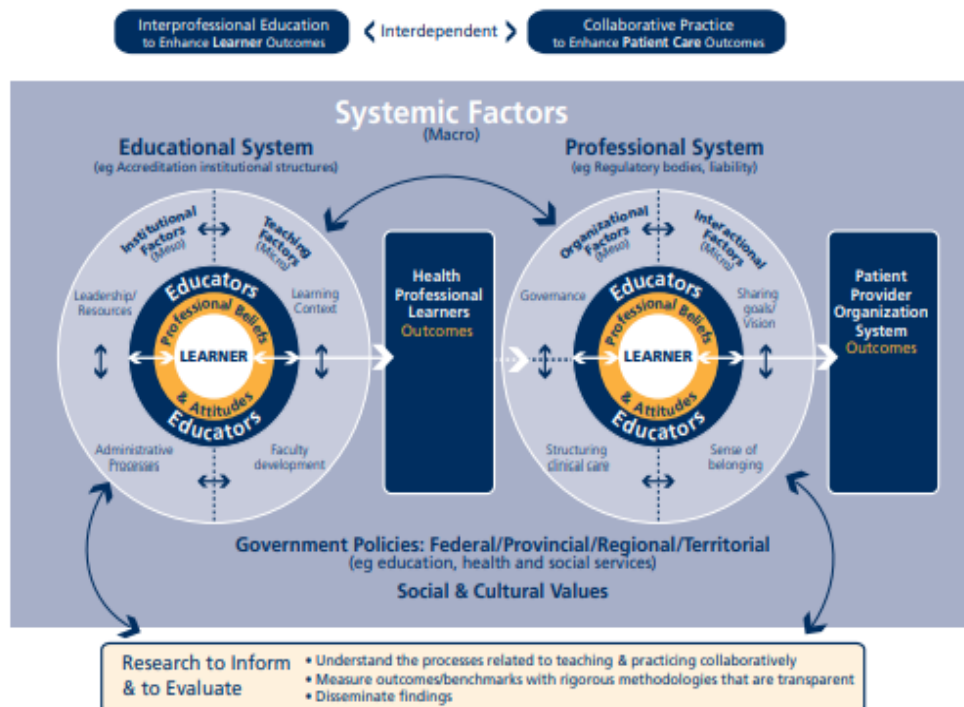 Interprofessional Education
to Enhance Learner Outcomes
Interdependent
Collaborative Practice
to Enhance Patient Care Outcomes
Systemic Factors
(Macro)
Educational System
(eg Accreditation institutional structures)
Professional System
(eg Regulatory bodies, liability)
Institutional
Factors
(Meso)
Teaching
Factors
(Micro)
Leadership/
Resources
Learning
Context
Educators
Professional Beliefs
LEARNER
& Attitudes
Educators
Administrative
Processes
Faculty
development
Health
Professional
Learners
Outcomes
Organizational
Factors
(Meso)
Interactional
Factors
(Micro)
Governance
Sharing
goals/
Vision
Educators
Professional Beliefs
LEARNER
& Attitudes
Educators
Structuring
clinical care
Sense of
belonging
Patient
Provider
Organization
System
Outcomes
Government Policies: Federal/Provincial/Regional/Territorial
(eg education, health and social services)
Social & Cultural Values
Research to Inform
& to Evaluate
• Understand the processes related to teaching & practicing collaboratively
• Measure outcomes/benchmarks with rigorous methodologies that are transparent
• Disseminate findings